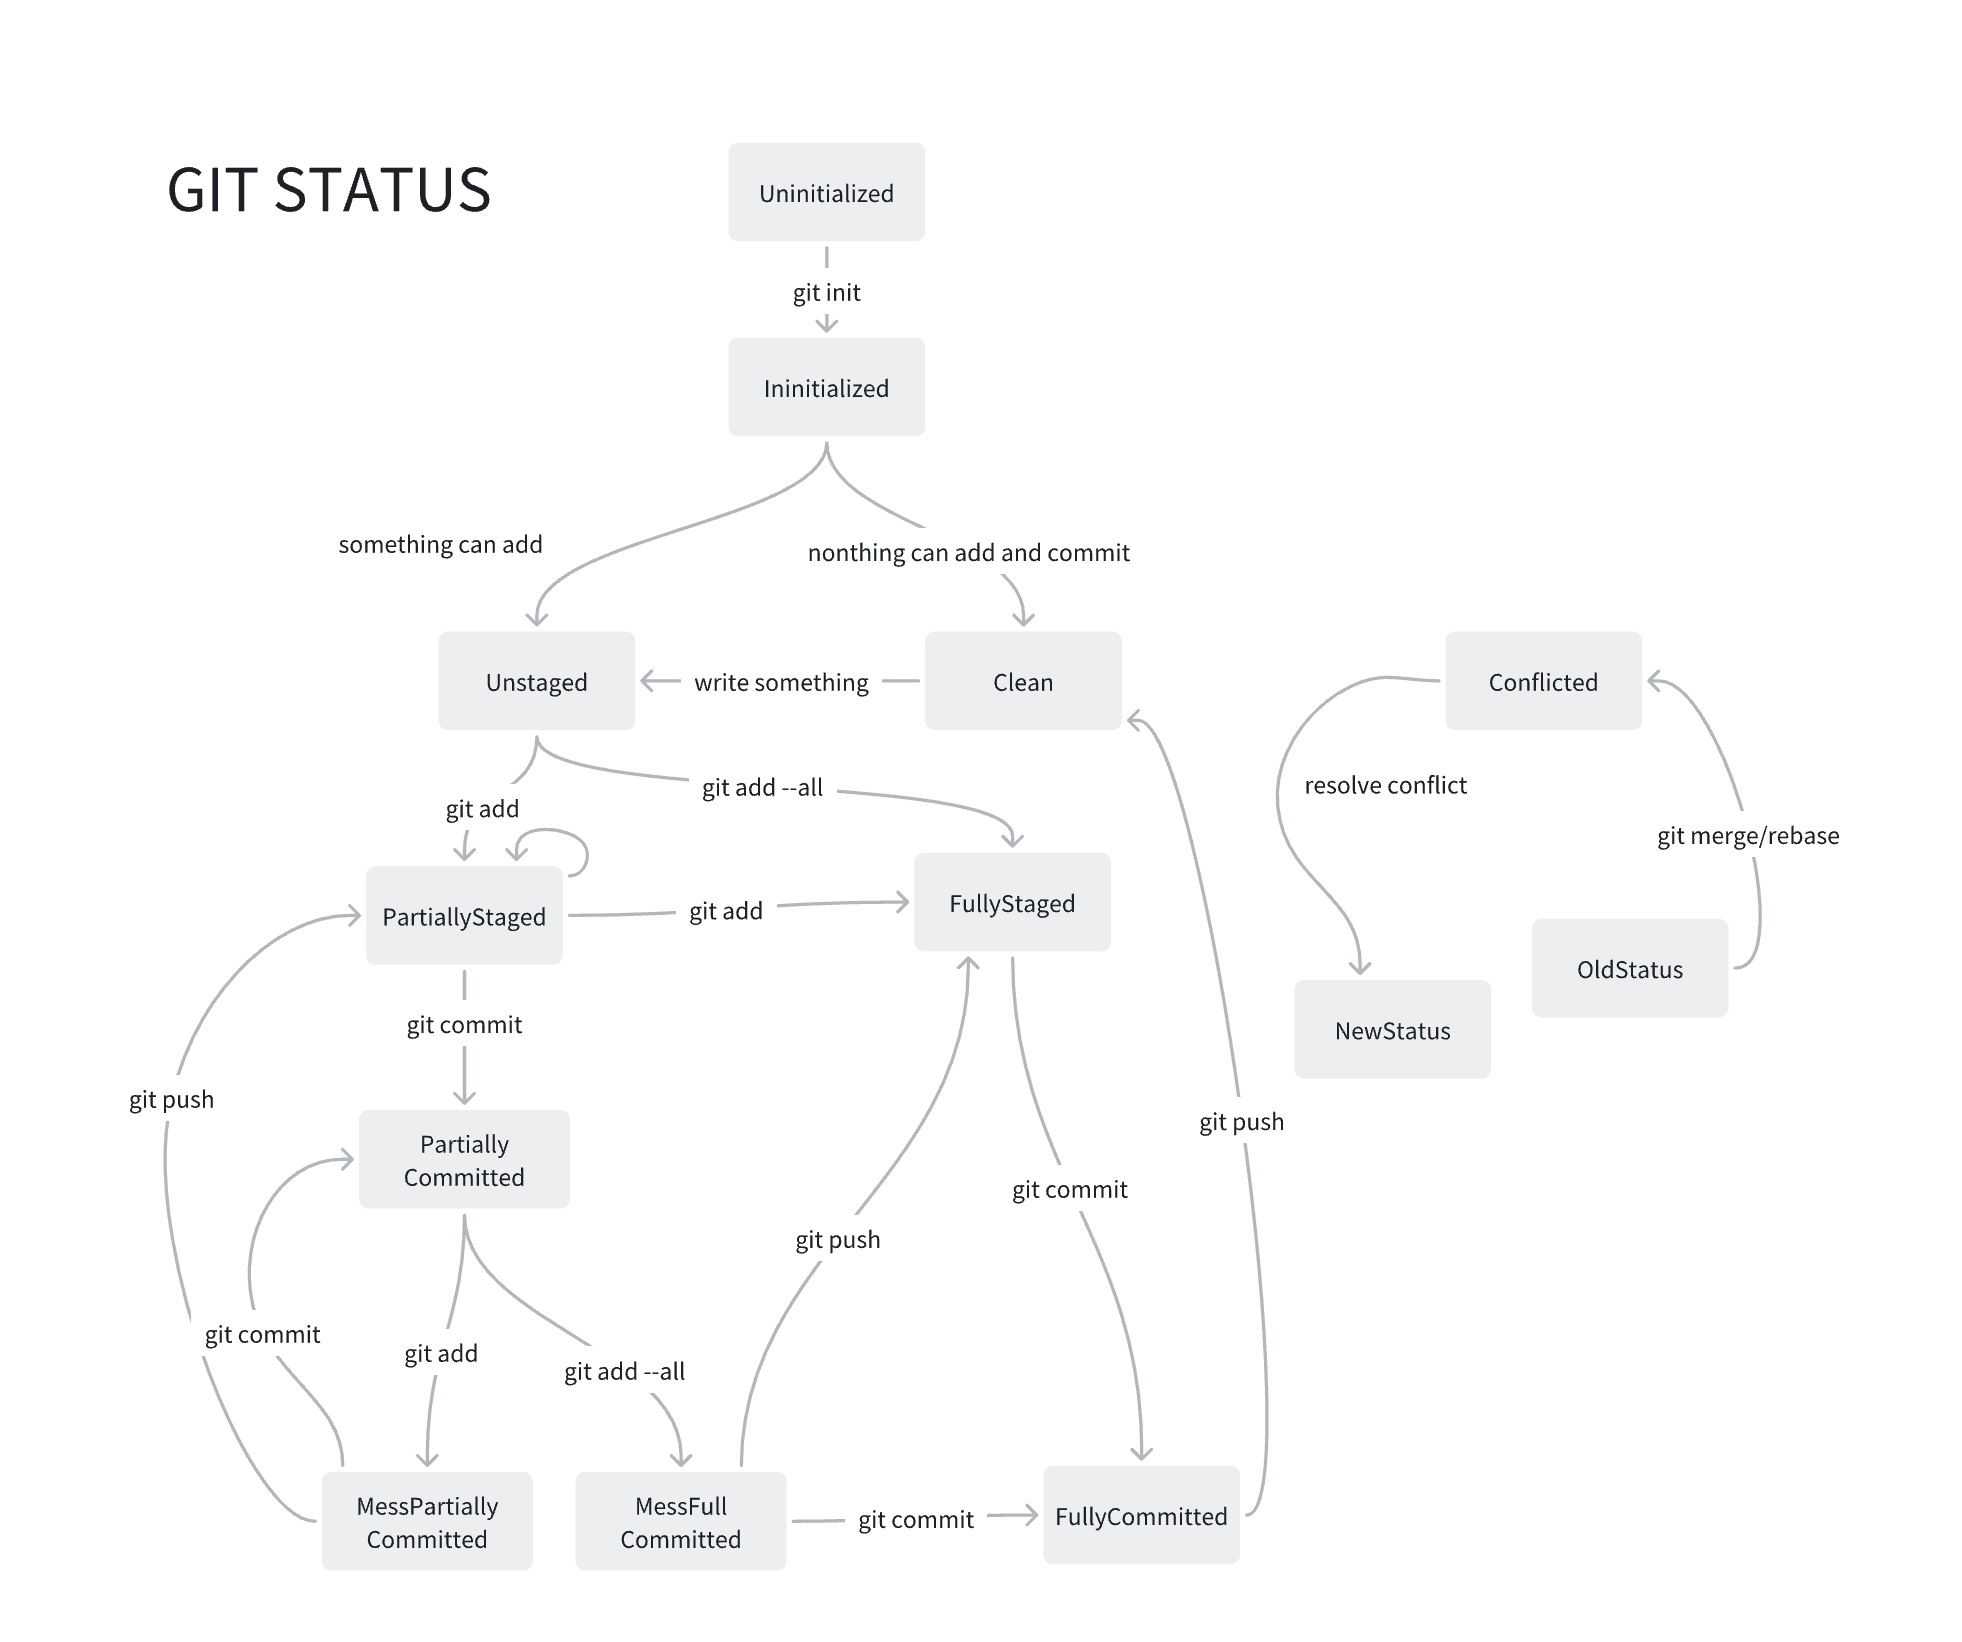 GIT STATUS
Uninitialized
git init
Ininitialized
something can add
nonthing can add and commit
Unstaged
write something
Clean
Conflicted
git add
git add --all
resolve conflict
git merge/rebase
PartiallyStaged
git add
FullyStaged
OldStatus
NewStatus
git commit
git push
git push
Partially
Committed
git commit
git push
git commit
git add
git add --all
MessPartially
Committed
MessFull
Committed
git commit
FullyCommitted